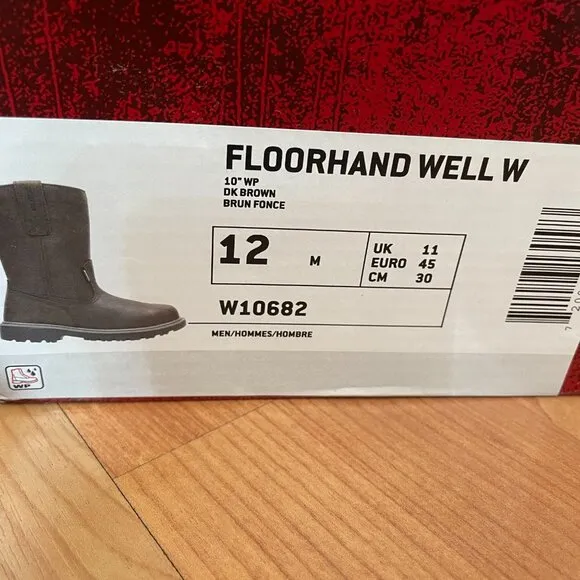 FLOORHAND WELL W
10" WP
DK BROWN
BRUN FONCE
12 M
UK 11
EURO 45
CM 30
W10682
MEN/HOMMES/HOMBRE
WP